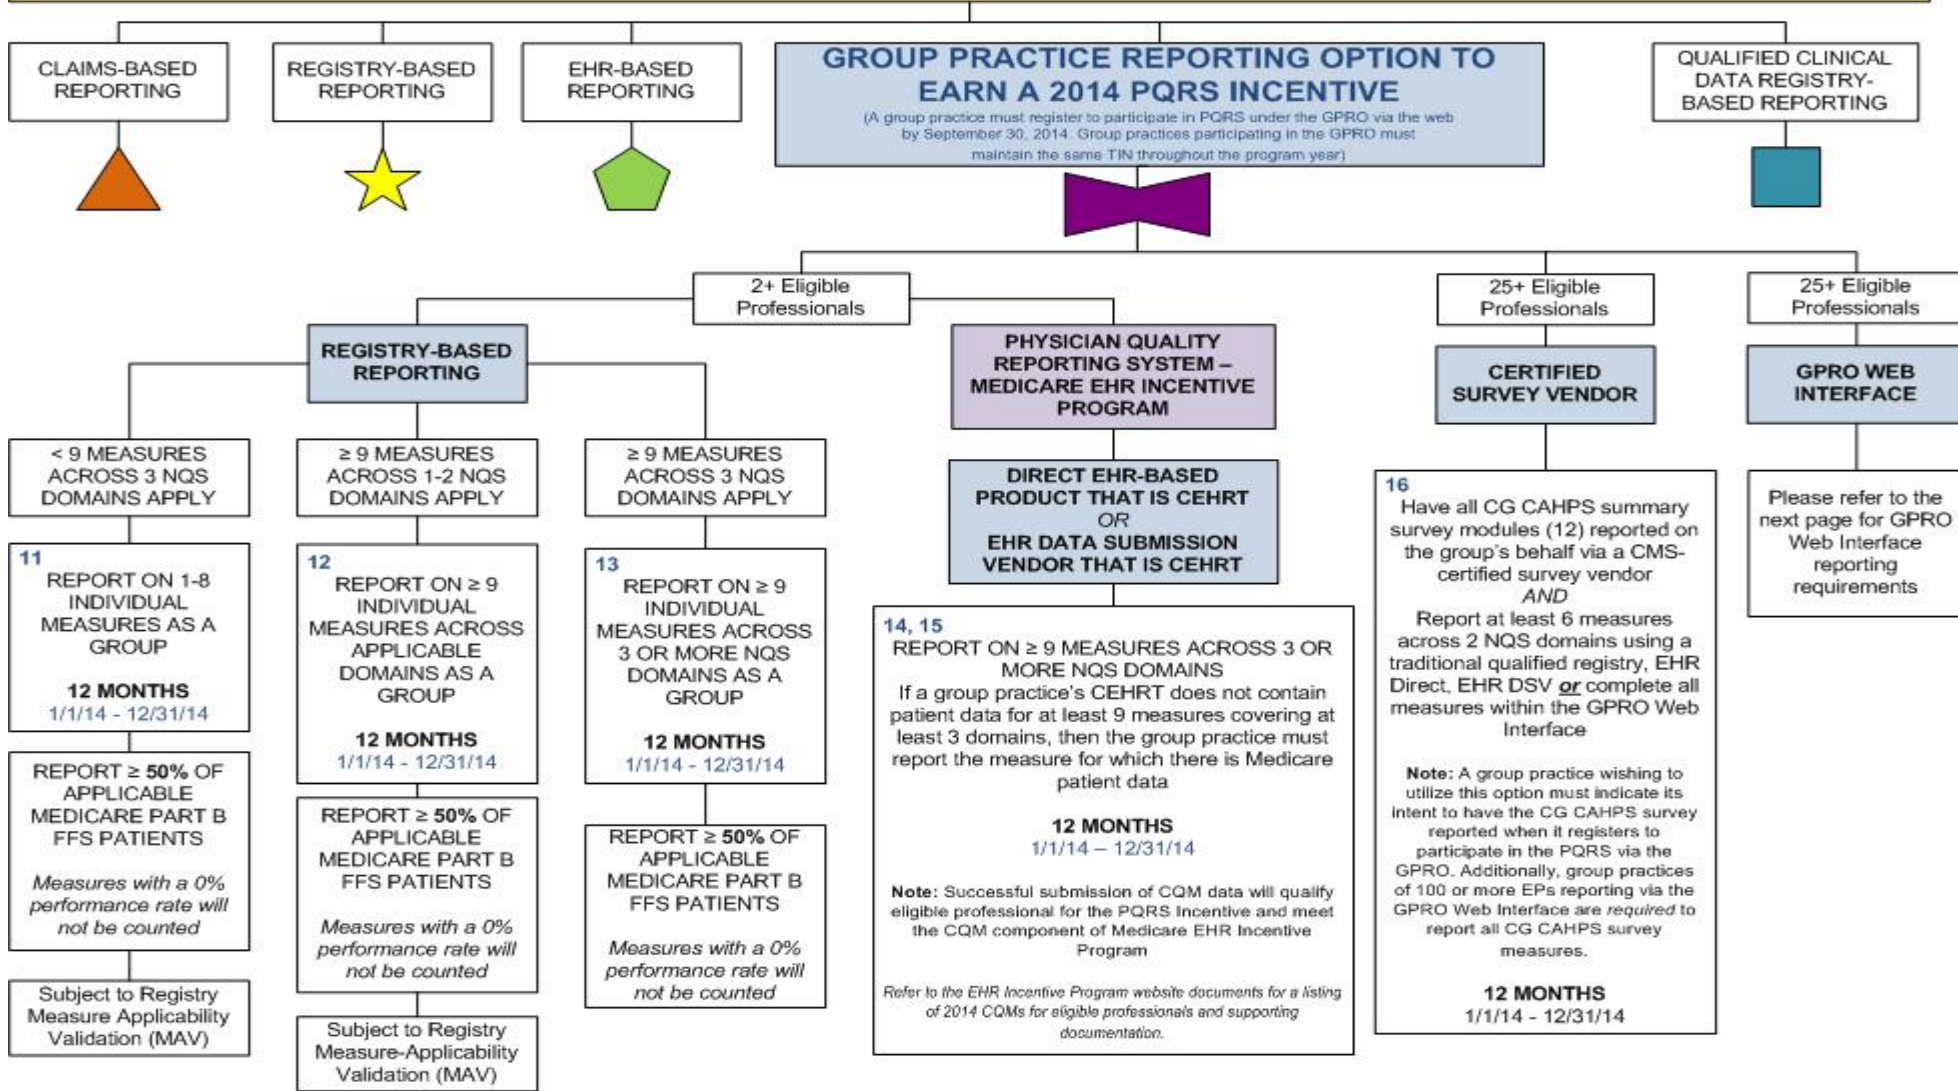 CLAIMS-BASED
REPORTING
REGISTRY-BASED
REPORTING
EHR-BASED
REPORTING
GROUP PRACTICE REPORTING OPTION TO
EARN A 2014 PQRS INCENTIVE
(A group practice must register to participate in PQRS under the GPRO via the web
by September 30, 2014. Group practices participating in the GPRO must
maintain the same TIN throughout the program year)
QUALIFIED CLINICAL
DATA REGISTRY-
BASED REPORTING
2+ Eligible
Professionals
25+ Eligible
Professionals
25+ Eligible
Professionals
REGISTRY-BASED
REPORTING
PHYSICIAN QUALITY
REPORTING SYSTEM –
MEDICARE EHR INCENTIVE
PROGRAM
CERTIFIED
SURVEY VENDOR
GPRO WEB
INTERFACE
< 9 MEASURES
ACROSS 3 NQS
DOMAINS APPLY
≥ 9 MEASURES
ACROSS 1-2 NQS
DOMAINS APPLY
≥ 9 MEASURES
ACROSS 3 NQS
DOMAINS APPLY
DIRECT EHR-BASED
PRODUCT THAT IS CEHRT
OR
EHR DATA SUBMISSION
VENDOR THAT IS CEHRT
11
REPORT ON 1-8
INDIVIDUAL
MEASURES AS A
GROUP
12 MONTHS
1/1/14 - 12/31/14
REPORT ≥ 50% OF
APPLICABLE
MEDICARE PART B
FFS PATIENTS
Measures with a 0%
performance rate will
not be counted
Subject to Registry
Measure Applicability
Validation (MAV)
12
REPORT ON ≥ 9
INDIVIDUAL
MEASURES ACROSS
APPLICABLE
DOMAINS AS A
GROUP
12 MONTHS
1/1/14 - 12/31/14
REPORT ≥ 50% OF
APPLICABLE
MEDICARE PART B
FFS PATIENTS
Measures with a 0%
performance rate will
not be counted
Subject to Registry
Measure-Applicability
Validation (MAV)
13
REPORT ON ≥ 9
INDIVIDUAL
MEASURES ACROSS
3 OR MORE NQS
DOMAINS AS A
GROUP
12 MONTHS
1/1/14 - 12/31/14
REPORT ≥ 50% OF
APPLICABLE
MEDICARE PART B
FFS PATIENTS
Measures with a 0%
performance rate will
not be counted
14, 15
REPORT ON ≥ 9 MEASURES ACROSS 3 OR
MORE NQS DOMAINS
If a group practice's CEHRT does not contain
patient data for at least 9 measures covering at
least 3 domains, then the group practice must
report the measure for which there is Medicare
patient data
12 MONTHS
1/1/14 – 12/31/14
Note: Successful submission of CQM data will qualify
eligible professional for the PQRS Incentive and meet
the CQM component of Medicare EHR Incentive
Program
Refer to the EHR Incentive Program website documents for a listing
of 2014 CQMs for eligible professionals and supporting
documentation.
16
Have all CG CAHPS summary
survey modules (12) reported on
the group's behalf via a CMS-
certified survey vendor
AND
Report at least 6 measures
across 2 NQS domains using a
traditional qualified registry, EHR
Direct, EHR DSV or complete all
measures within the GPRO Web
Interface
Note: A group practice wishing to
utilize this option must indicate its
intent to have the CG CAHPS survey
reported when it registers to
participate in the PQRS via the
GPRO. Additionally, group practices
of 100 or more EPs reporting via the
GPRO Web Interface are required to
report all CG CAHPS survey
measures.
12 MONTHS
1/1/14 - 12/31/14
Please refer to the
next page for GPRO
Web Interface
reporting
requirements